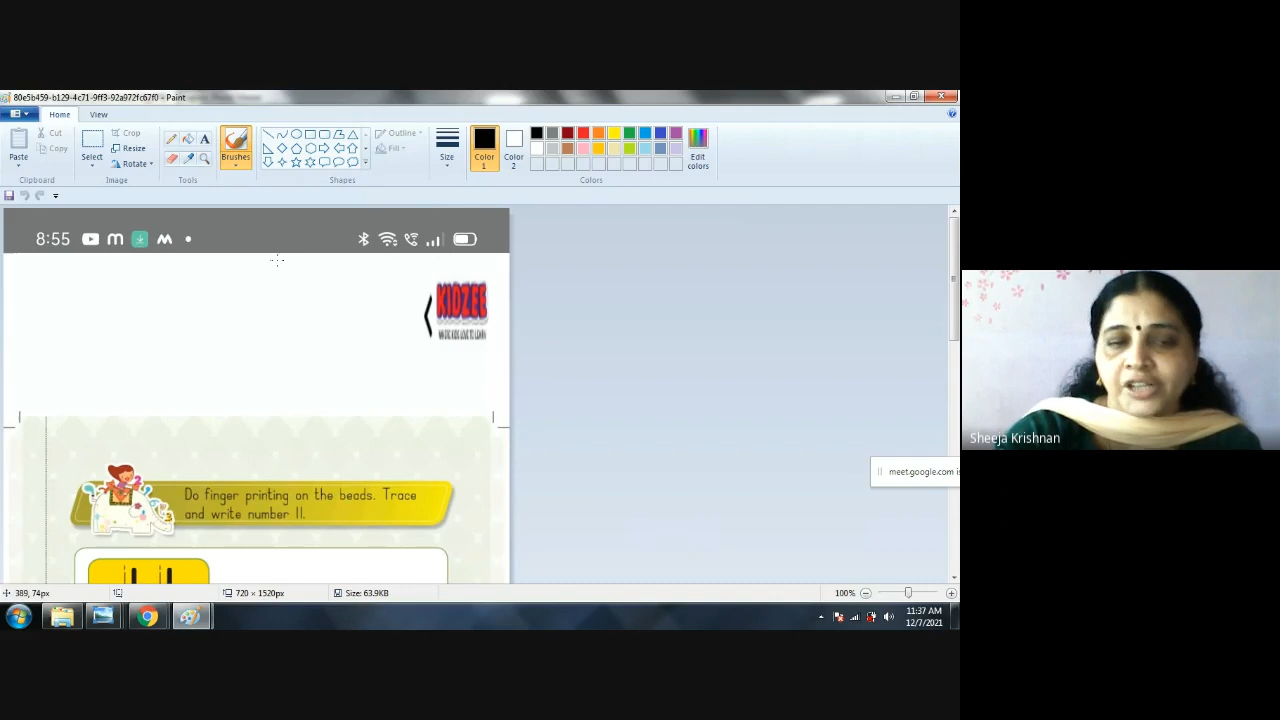 80e5b459-b129-4c71-9ff3-92a972fc67f0 - Paint
Home
View
Paste
Cut
Copy
Clipboard
Select
Crop
Resize
Rotate
Image
Tools
Brushes
Shapes
Outline
Fill
Size
Color 1
Color 2
Edit colors
Colors
8:55
KIDZEE
Do finger printing on the beads. Trace
and write number 11.
11
meet.google.com is
Sheeja Krishnan
389, 74px
720 × 1520px
Size: 63.9KB
100%
11:37 AM
12/7/2021